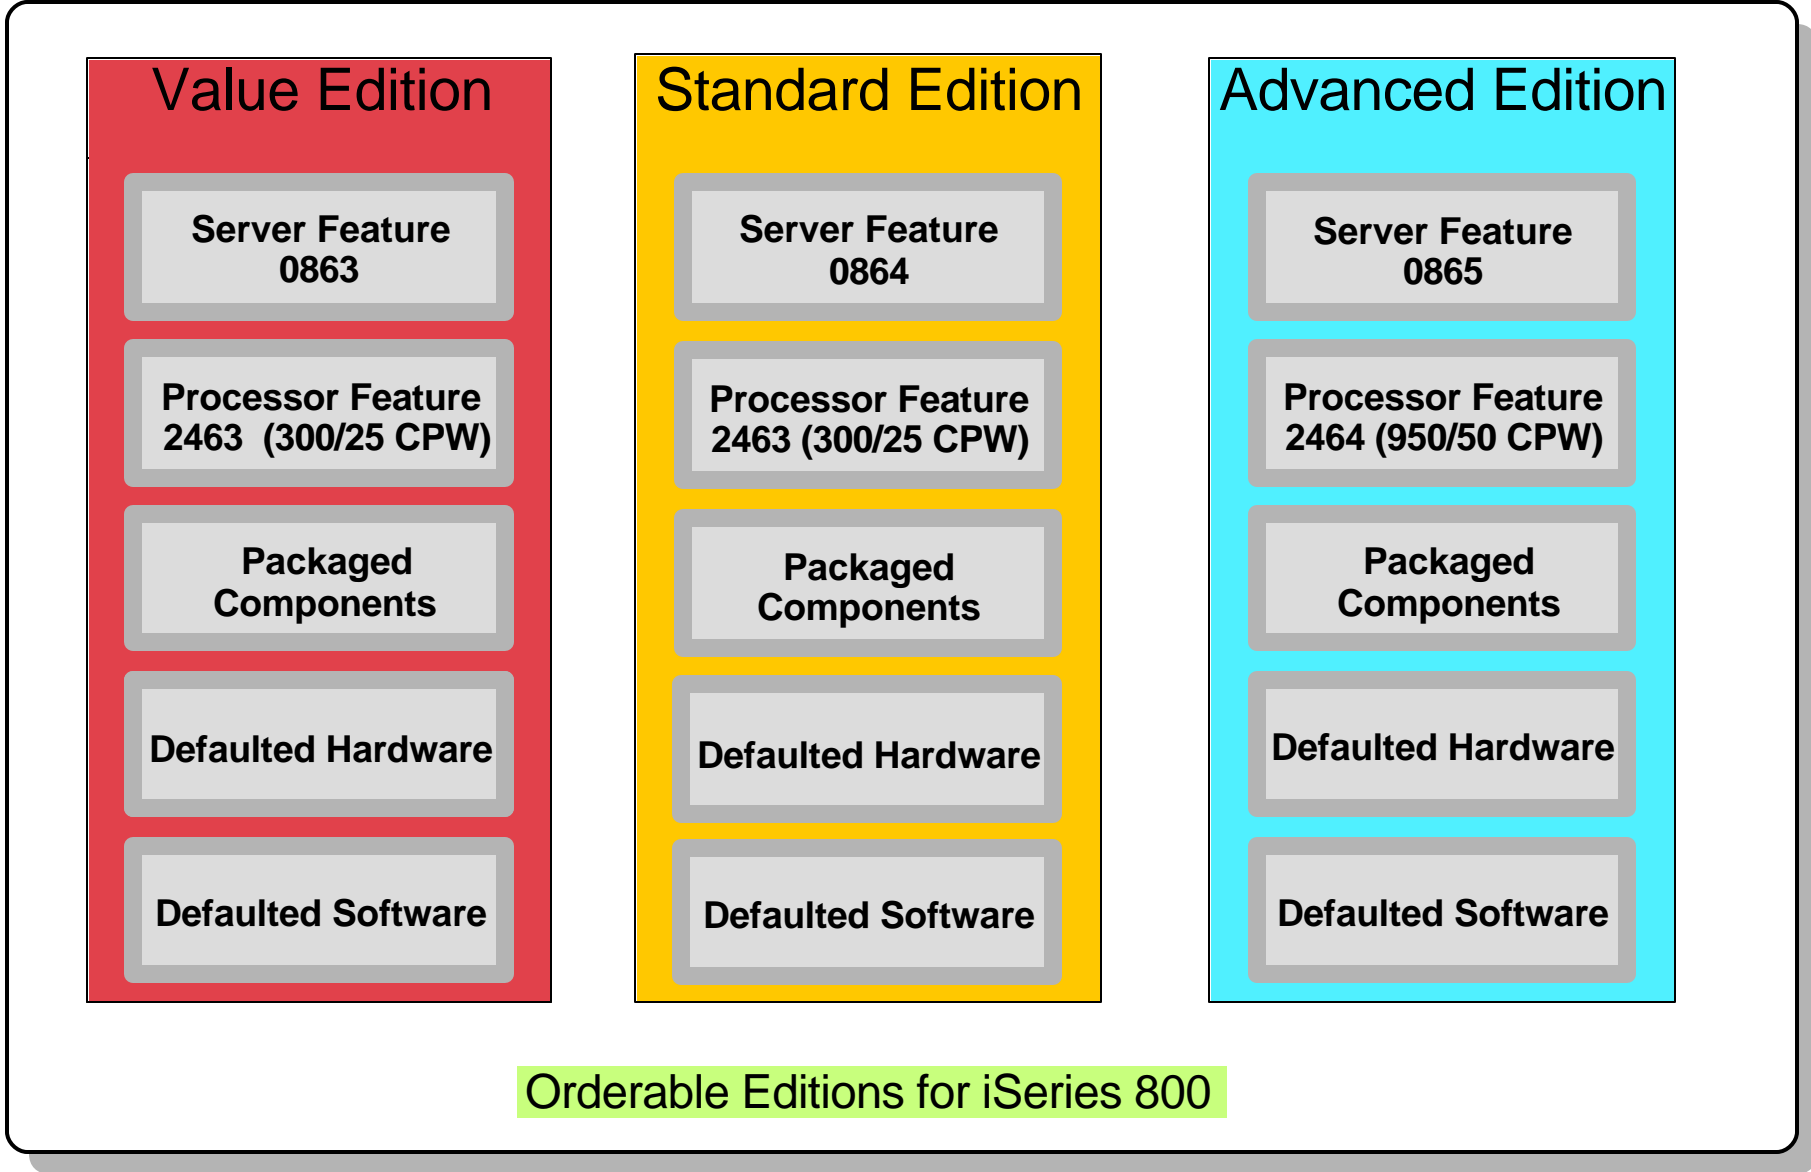 Value Edition
Server Feature
0863
Processor Feature
2463  (300/25 CPW)
Packaged
Components
Defaulted Hardware
Defaulted Software
Standard Edition
Server Feature
0864
Processor Feature
2463 (300/25 CPW)
Packaged
Components
Defaulted Hardware
Defaulted Software
Advanced Edition
Server Feature
0865
Processor Feature
2464 (950/50 CPW)
Packaged
Components
Defaulted Hardware
Defaulted Software
Orderable Editions for iSeries 800